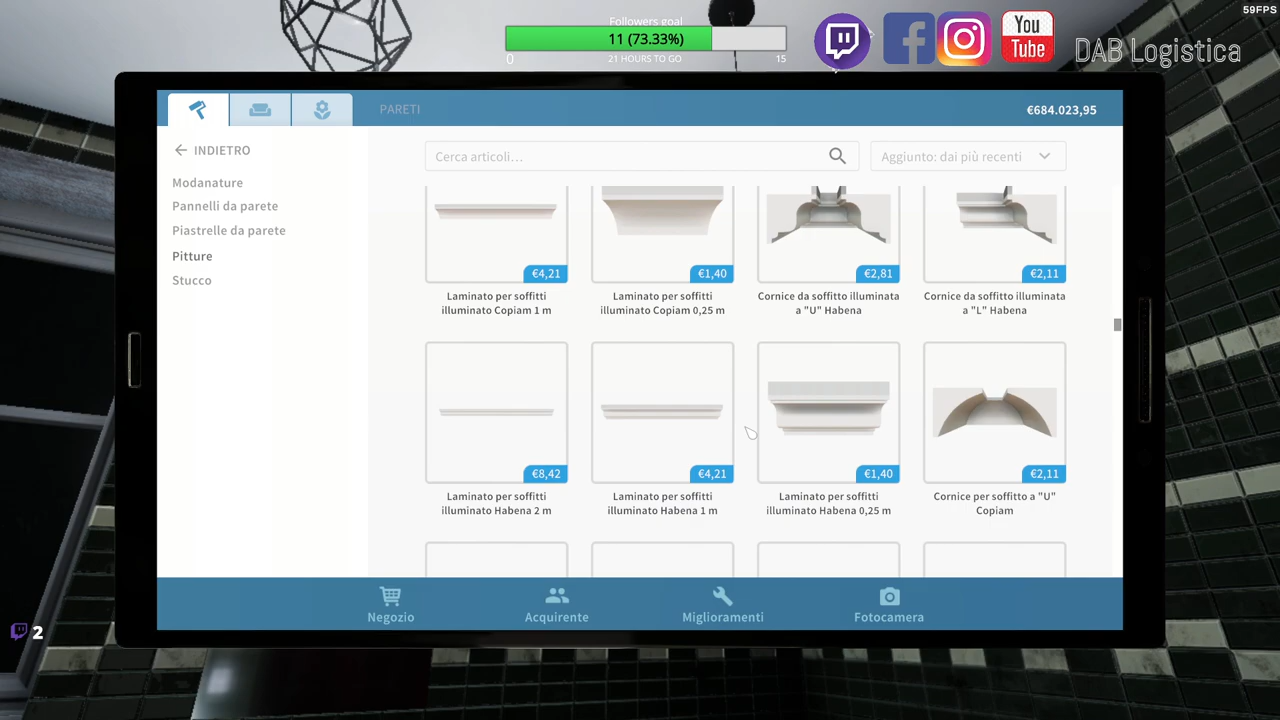 59FPS
Followers goal
11 (73.33%)
0
21 HOURS TO GO
15
You
Tube
DAB Logistica
PARETI
€684.023,95
INDIETRO
Modanature
Pannelli da parete
Piastrelle da parete
Pitture
Stucco
Cerca articoli...
Aggiunto: dai più recenti
€4,21
€1,40
€2,81
€2,11
Laminato per soffitti
illuminato Copiam 1 m
Laminato per soffitti
illuminato Copiam 0,25 m
Cornice da soffitto illuminata
a "U" Habena
Cornice da soffitto illuminata
a "L" Habena
€8,42
€4,21
€1,40
€2,11
Laminato per soffitti
illuminato Habena 2 m
Laminato per soffitti
illuminato Habena 1 m
Laminato per soffitti
illuminato Habena 0,25 m
Cornice per soffitto a "U"
Copiam
Negozio
Acquirente
Miglioramenti
Fotocamera
2